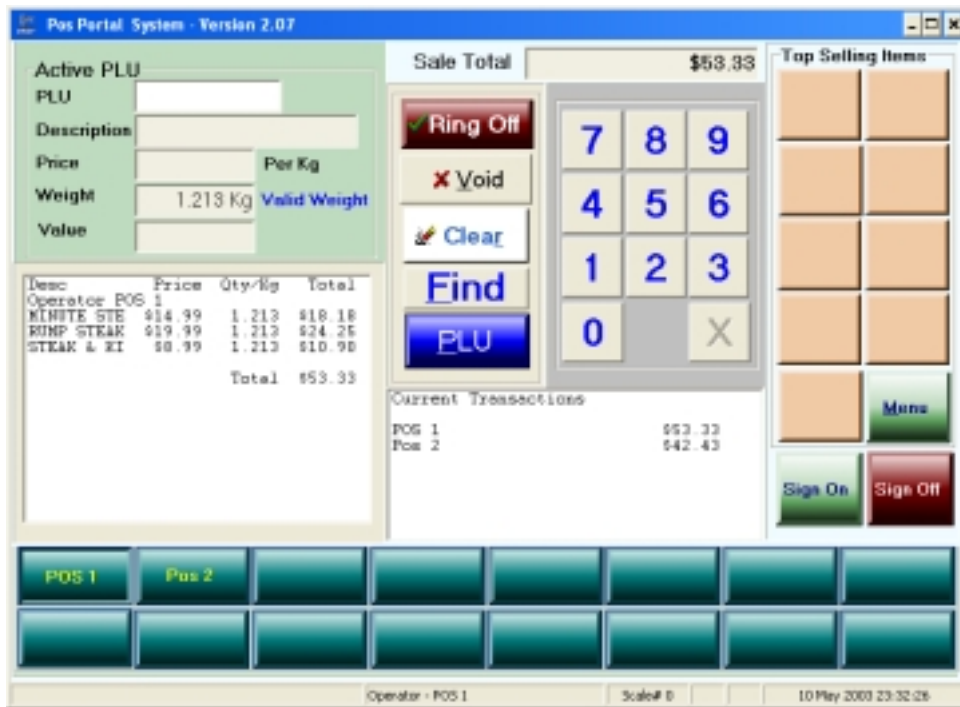 Pos Portal System - Version 2.07
Active PLU
PLU
Description
Price Per Kg
Weight 1.213 Kg Valid Weight
Value
Sale Total $53.33
Ring Off
Void
Clear
Find
PLU
7 8 9
4 5 6
1 2 3
0 X
Top Selling Items
Menu
Sign On Sign Off
Desc Price Qty/Kg Total
Operator POS 1
MINUTE STE $14.99 1.213 $18.18
RUMP STEAK $19.99 1.213 $24.25
STEAK & KI $8.99 1.213 $10.90
Total $53.33
Current Transactions
POS 1 $53.33
Pos 2 $42.43
POS 1 Pos 2
Operator - POS 1 Scale# 0 10 May 2003 23:32:26